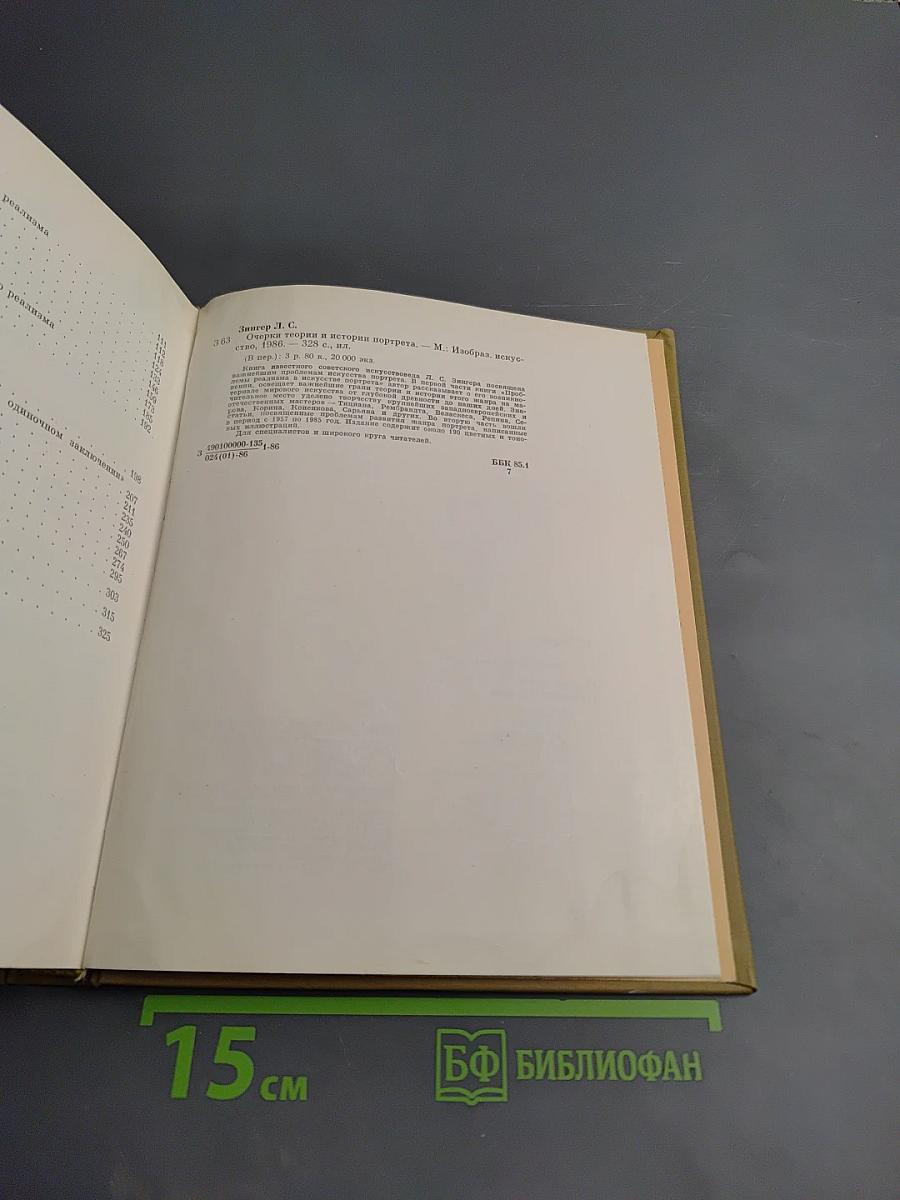 реализма
о реализма
192
одиночном заключении»
198
207
211
235
240
250
267
274
295
303
315
325
Зингер Л. С.
З 63 Очерки теории и истории портрета. — М.: Изобраз. искус-
ство, 1986. — 328 с., ил.
(В пер.): 3 р. 80 к., 20 000 экз.
Книга известного советского искусствоведа Л. С. Зингера посвящена
важнейшим проблемам искусства портрета. В первой части книги «Проб-
лемы реализма в искусстве портрета» автор рассказывает о его возникно-
вении, освещает важнейшие грани теории и истории этого жанра на ма-
териале мирового искусства от глубокой древности до наших дней. Зна-
чительное место уделено творчеству крупнейших западноевропейских и
отечественных мастеров — Тициана, Рембрандта, Веласкеса, Репина, Се-
рова, Корина, Коненкова, Сарьяна и других. Во вторую часть вошли
статьи, посвященные проблемам развития жанра портрета, написанные
в период с 1957 по 1985 год. Издание содержит около 190 цветных и тоно-
вых иллюстраций.
Для специалистов и широкого круга читателей.
З 490100000-135 1-86
024(01)-86
ББК 85.1
7
15 см
БФ БИБЛИОФАН